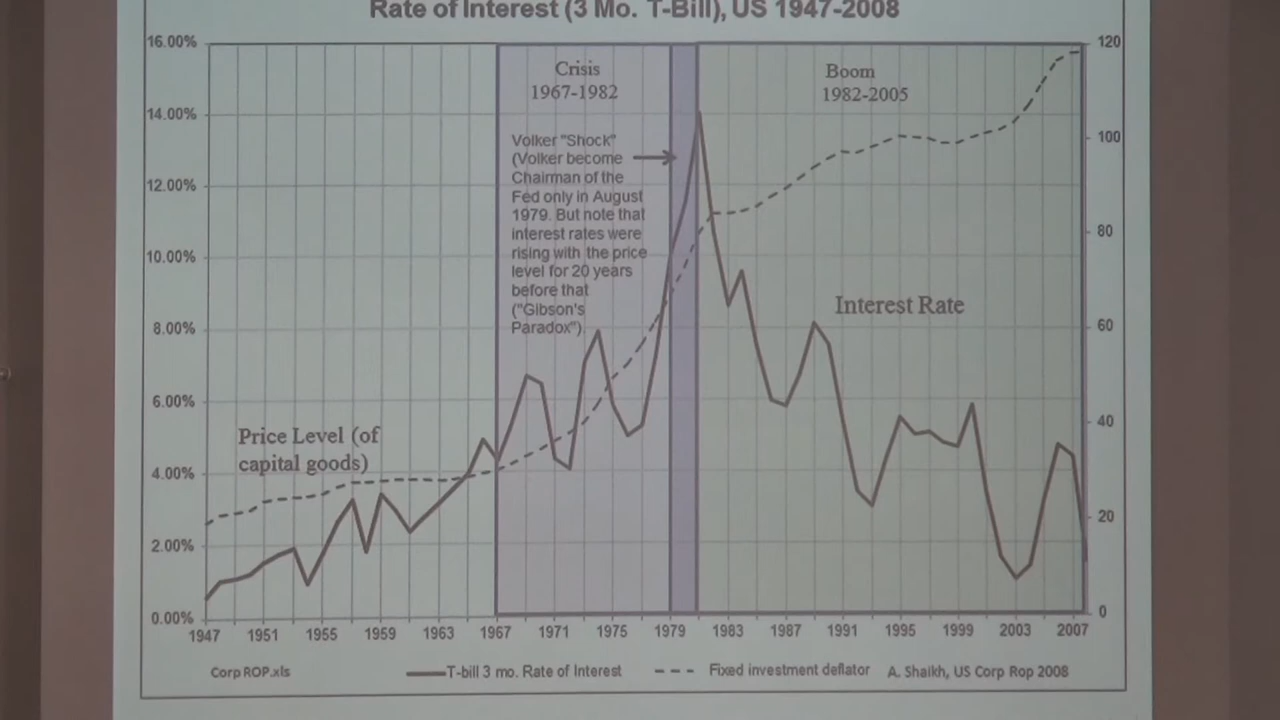 Rate of Interest (3 Mo. T-Bill), US 1947-2008
16.00%
14.00%
12.00%
10.00%
8.00%
6.00%
4.00%
2.00%
0.00%
120
100
80
60
40
20
0
Crisis
1967-1982
Boom
1982-2005
Volker "Shock"
(Volker become
Chairman of the
Fed only in August
1979. But note that
interest rates were
rising with the price
level for 20 years
before that
("Gibson's
Paradox")
Interest Rate
Price Level (of
capital goods)
1947 1951 1955 1959 1963 1967 1971 1975 1979 1983 1987 1991 1995 1999 2003 2007
Corp ROP.xls
T-bill 3 mo. Rate of Interest
Fixed investment deflator
A. Shaikh, US Corp Rop 2008